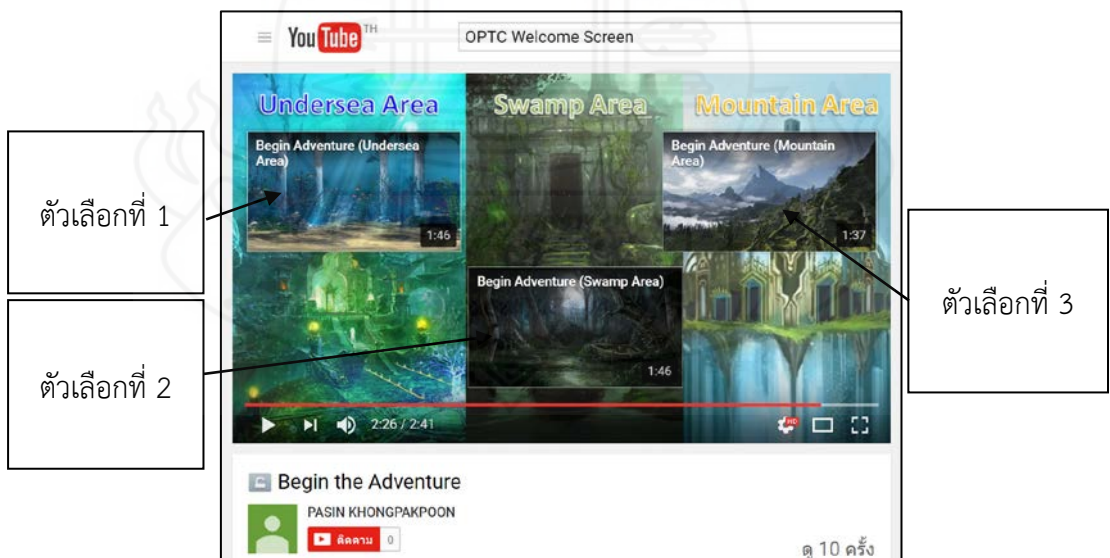 YouTube TH
OPTC Welcome Screen
Undersea Area
Swamp Area
Mountain Area
Begin Adventure (Undersea
Area)
1:46
Begin Adventure (Mountain
Area)
1:37
Begin Adventure (Swamp Area)
1:46
ตัวเลือกที่ 1
ตัวเลือกที่ 2
ตัวเลือกที่ 3
2:26 / 2:41
HD
Begin the Adventure
PASIN KHONGPAKPOON
ติดตาม 0
ดู 10 ครั้ง